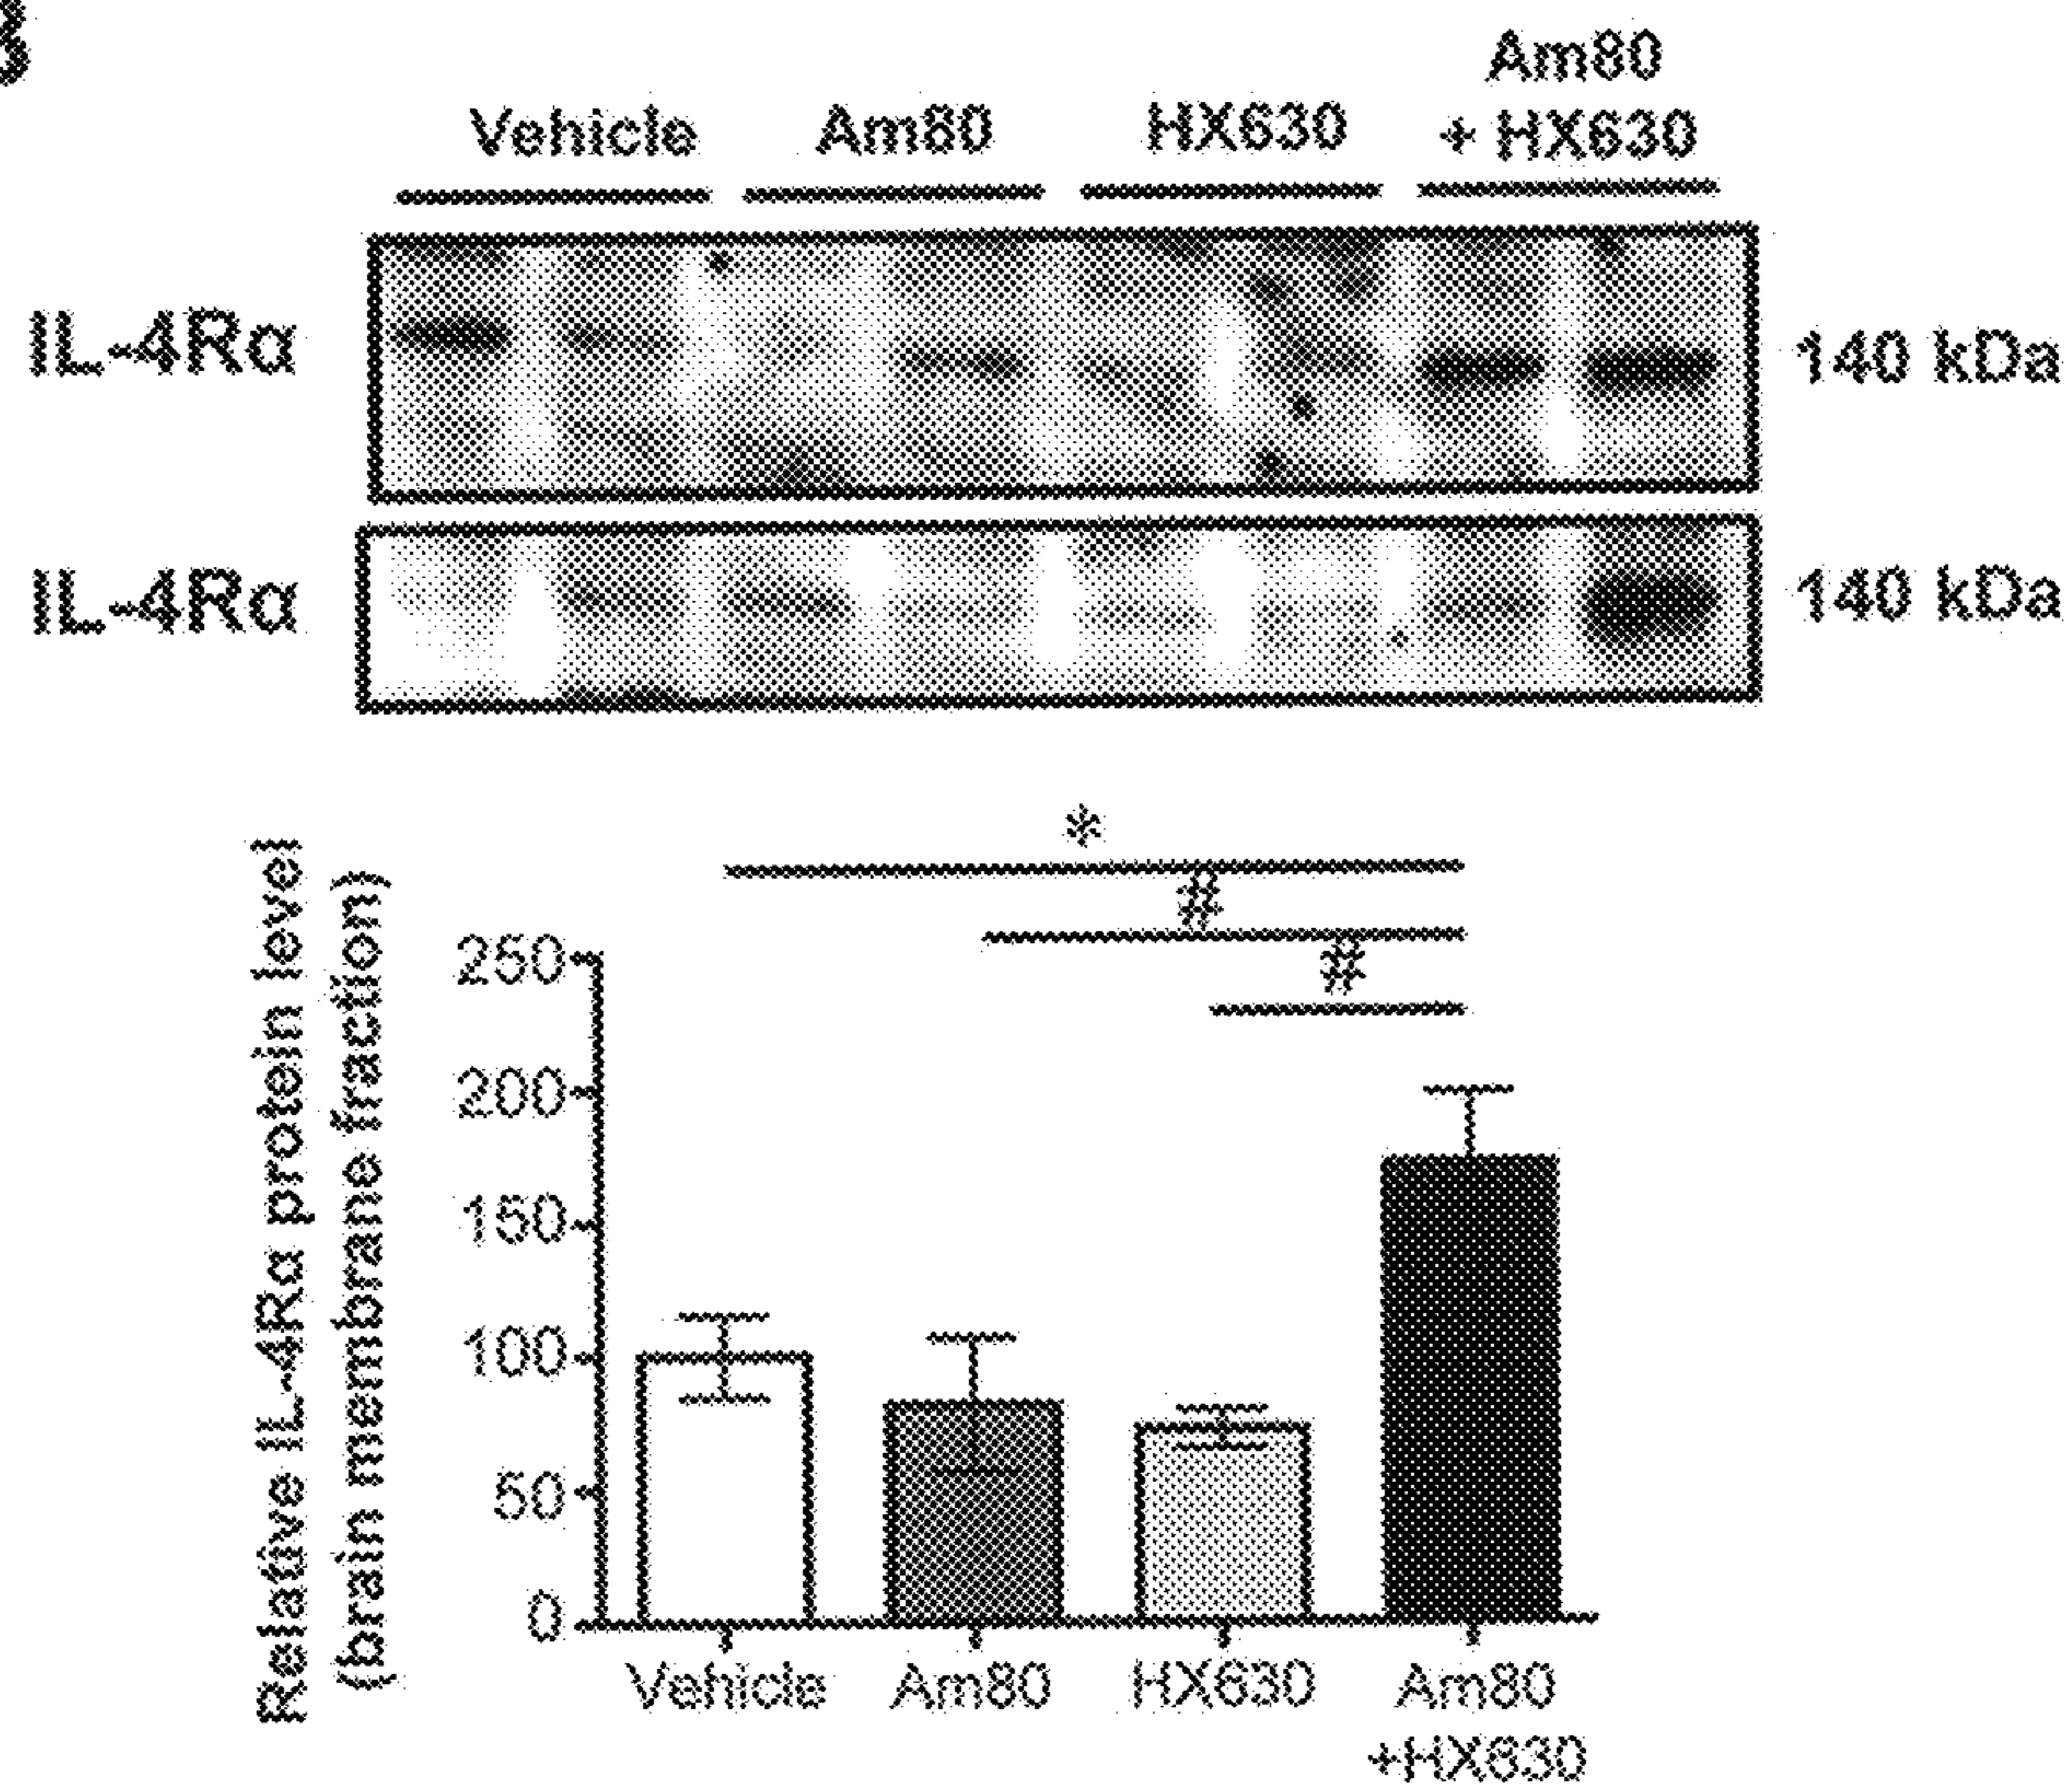 Am80
Vehicle Am80 HX630 + HX630
IL-4Rα 140 kDa
IL-4Rα 140 kDa
*
#
#
Relative IL-4Rα protein level
(brain membrane fraction)
250
200
150
100
50
0
Vehicle Am80 HX630 Am80
+HX630